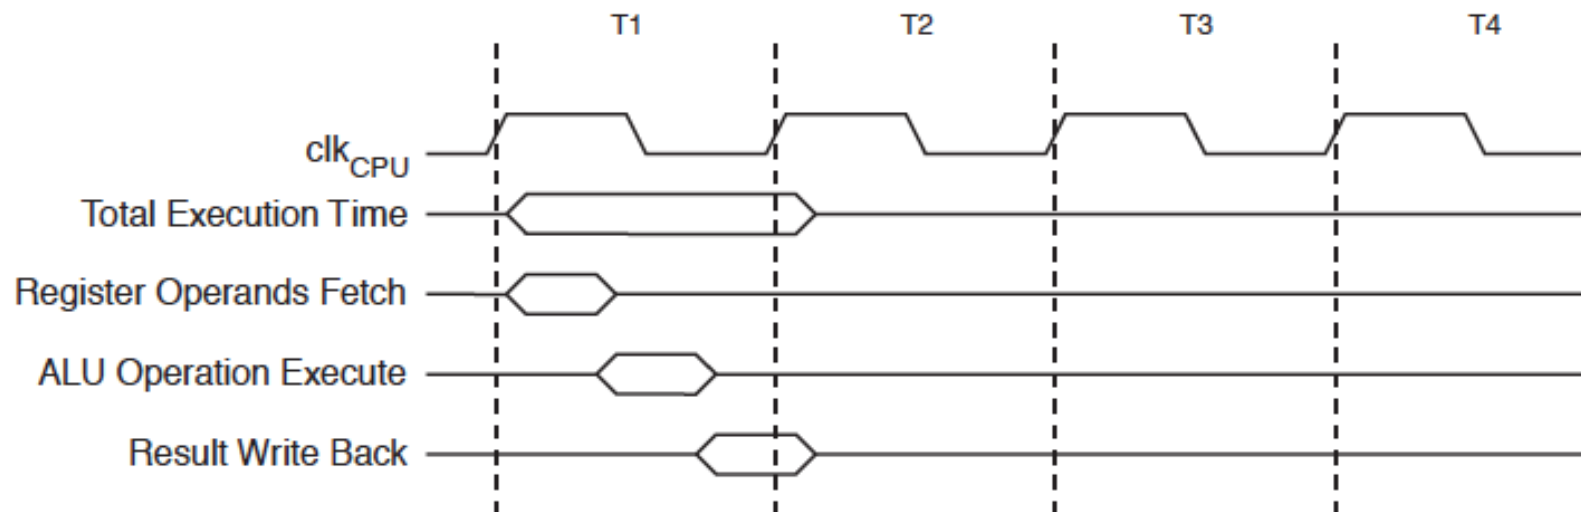 T1 T2 T3 T4
clkCPU
Total Execution Time
Register Operands Fetch
ALU Operation Execute
Result Write Back